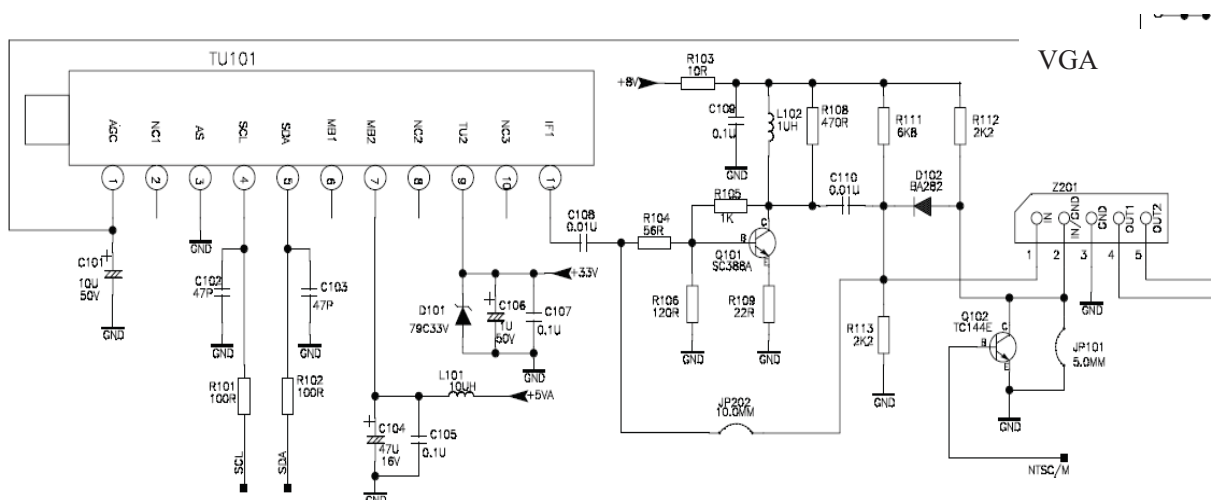 VGA
TU101
AGC
NC1
AS
SCL
SDA
MB1
MB2
NC2
TU2
NC3
IF1
1
2
3
4
5
6
7
8
9
10
11
C101
10U
50V
GND
GND
C102
47P
GND
C103
47P
GND
R101
100R
R102
100R
SCL
SDA
D101
79C33V
C106
1U
50V
C107
0.1U
+33V
GND
L101
10UH
+5VA
C104
47U
16V
C105
0.1U
GND
C108
0.01U
R104
56R
+8V
R103
10R
C109
0.1U
GND
L102
1UH
R108
470R
R111
6K8
R112
2K2
R105
1K
C110
0.01U
D102
BA282
B
C
E
Q101
SC388A
R106
120R
GND
R109
22R
GND
R113
2K2
GND
JP202
10.0MM
Z201
IN
IN/GND
GND
OUT1
OUT2
1
2
3
4
5
GND
Q102
TC144E
B
C
E
JP101
5.0MM
GND
NTSC/M